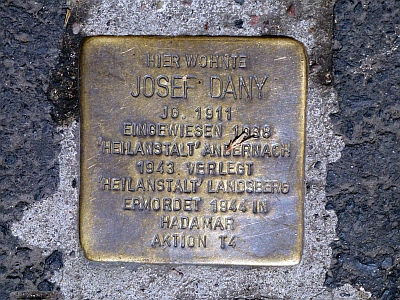 HIER WOHNTE
JOSEF DANY
JG. 1911
EINGEWIESEN 1938
'HEILANSTALT' ANDERNACH
1943 VERLEGT
'HEILANSTALT' LANDSBERG
ERMORDET 1944 IN
HADAMAR
AKTION T4